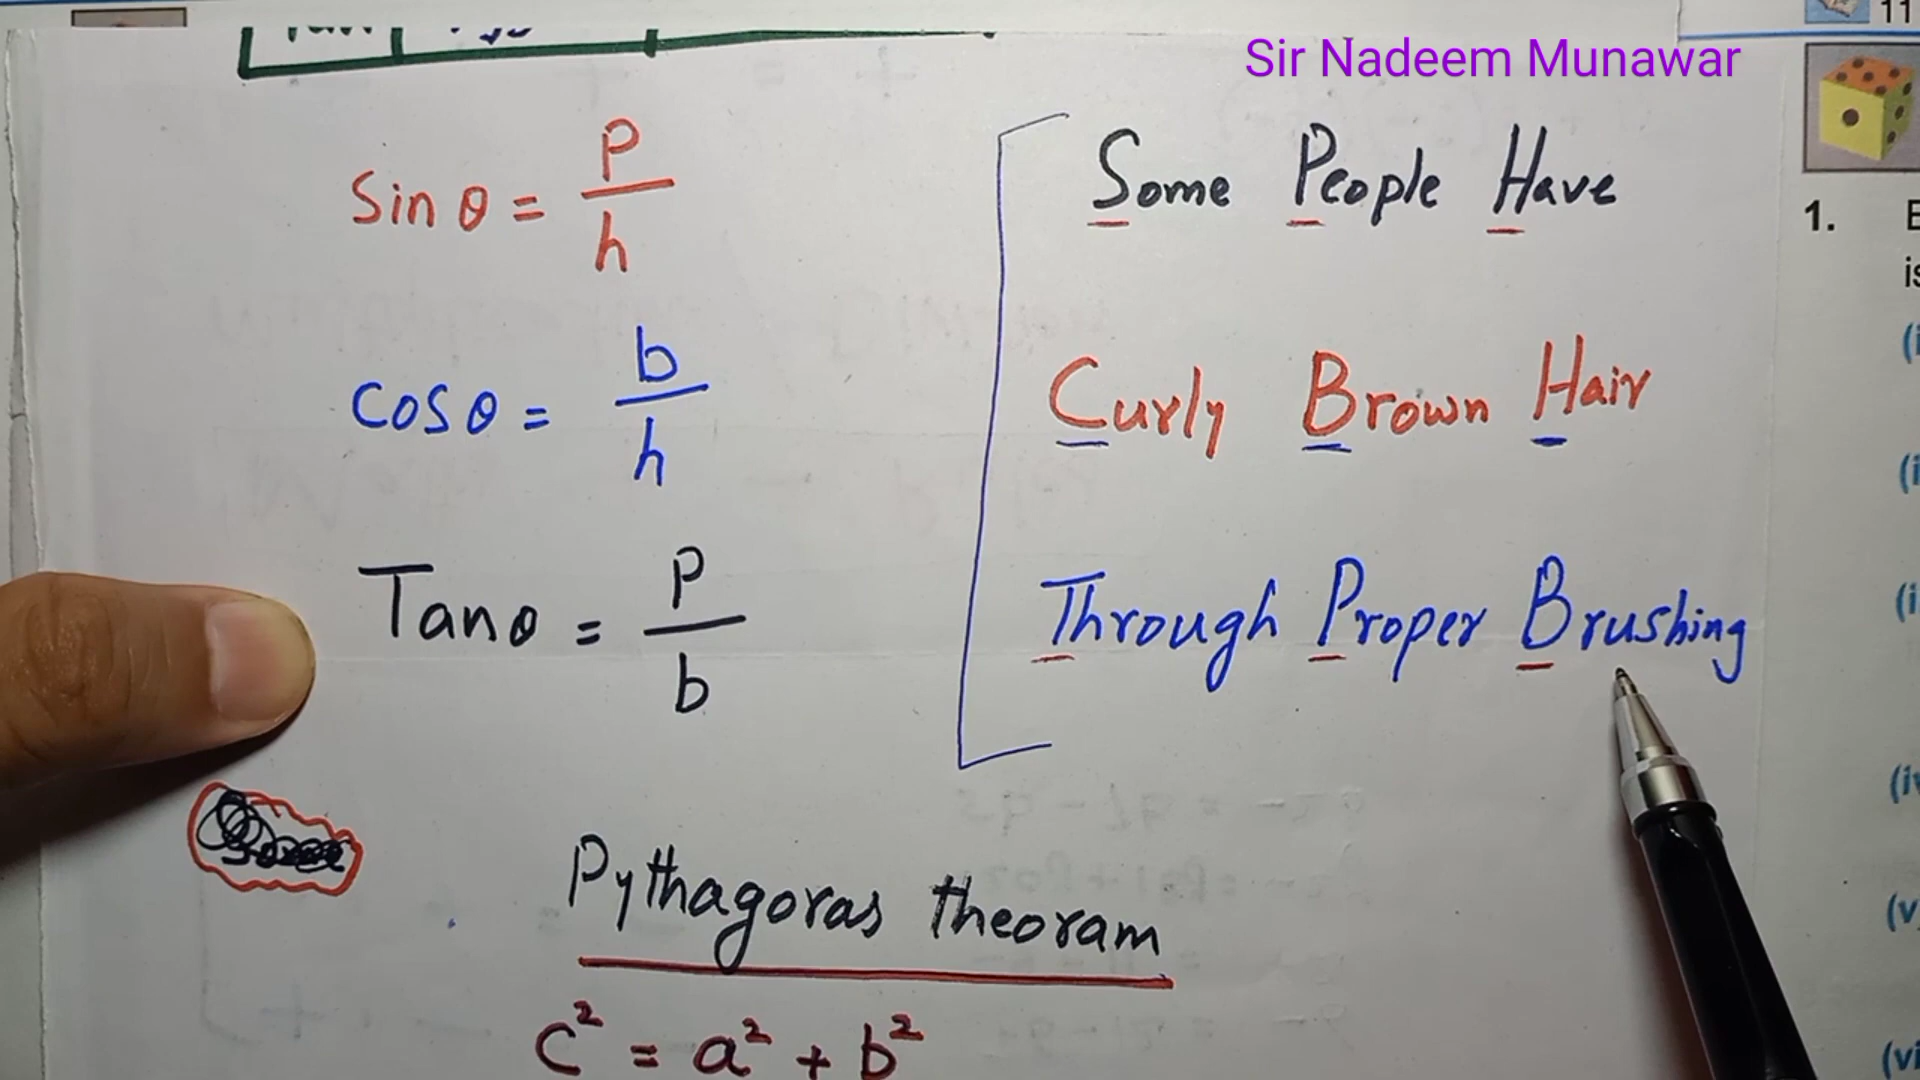 11
Sir Nadeem Munawar
Sin θ = P/h
Some People Have
1.
Cos θ = b/h
Curly Brown Hair
Tan θ = P/b
Through Proper Brushing
Pythagoras theoram
c² = a² + b²